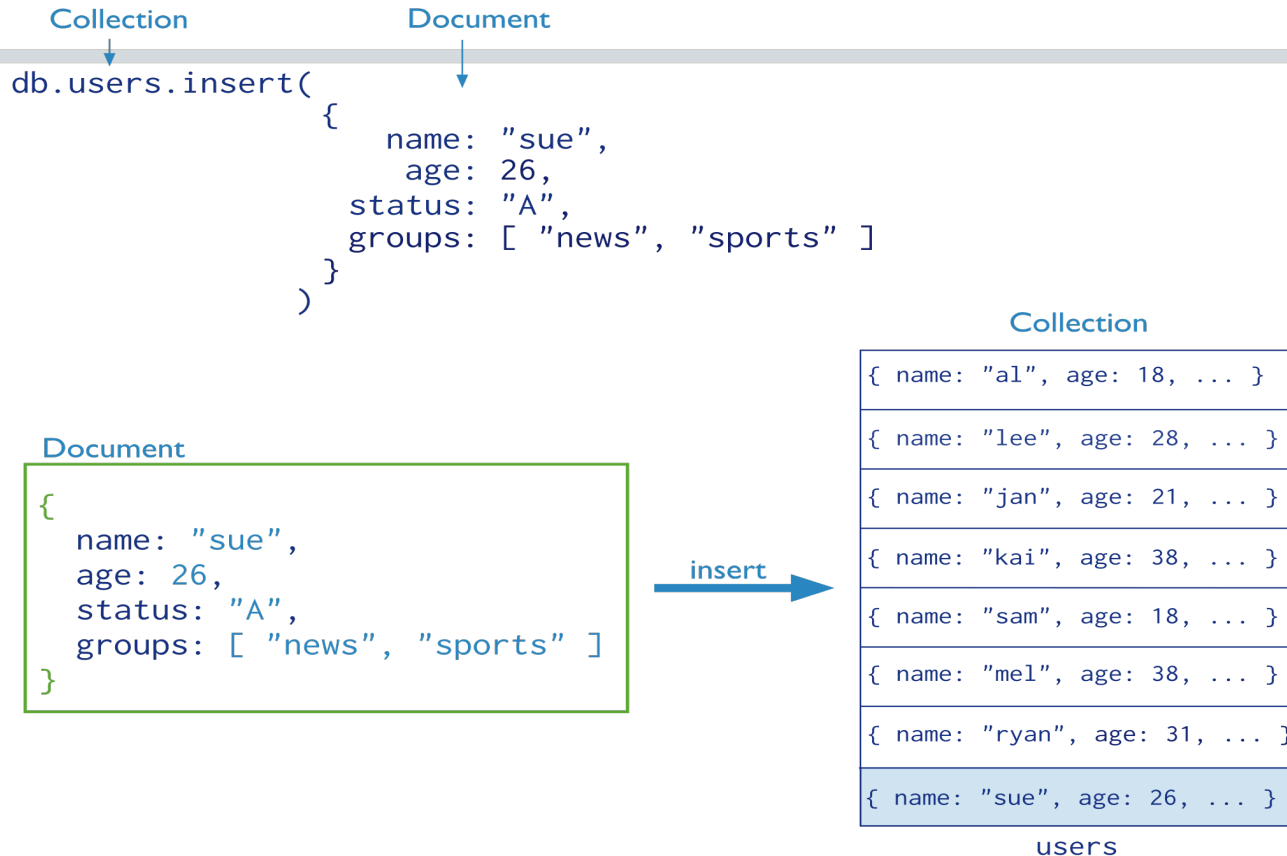 Collection Document
db.users.insert(
{
name: "sue",
age: 26,
status: "A",
groups: [ "news", "sports" ]
}
)
Document
{
name: "sue",
age: 26,
status: "A",
groups: [ "news", "sports" ]
}
insert
Collection
{ name: "al", age: 18, ... }
{ name: "lee", age: 28, ... }
{ name: "jan", age: 21, ... }
{ name: "kai", age: 38, ... }
{ name: "sam", age: 18, ... }
{ name: "mel", age: 38, ... }
{ name: "ryan", age: 31, ... }
{ name: "sue", age: 26, ... }
users